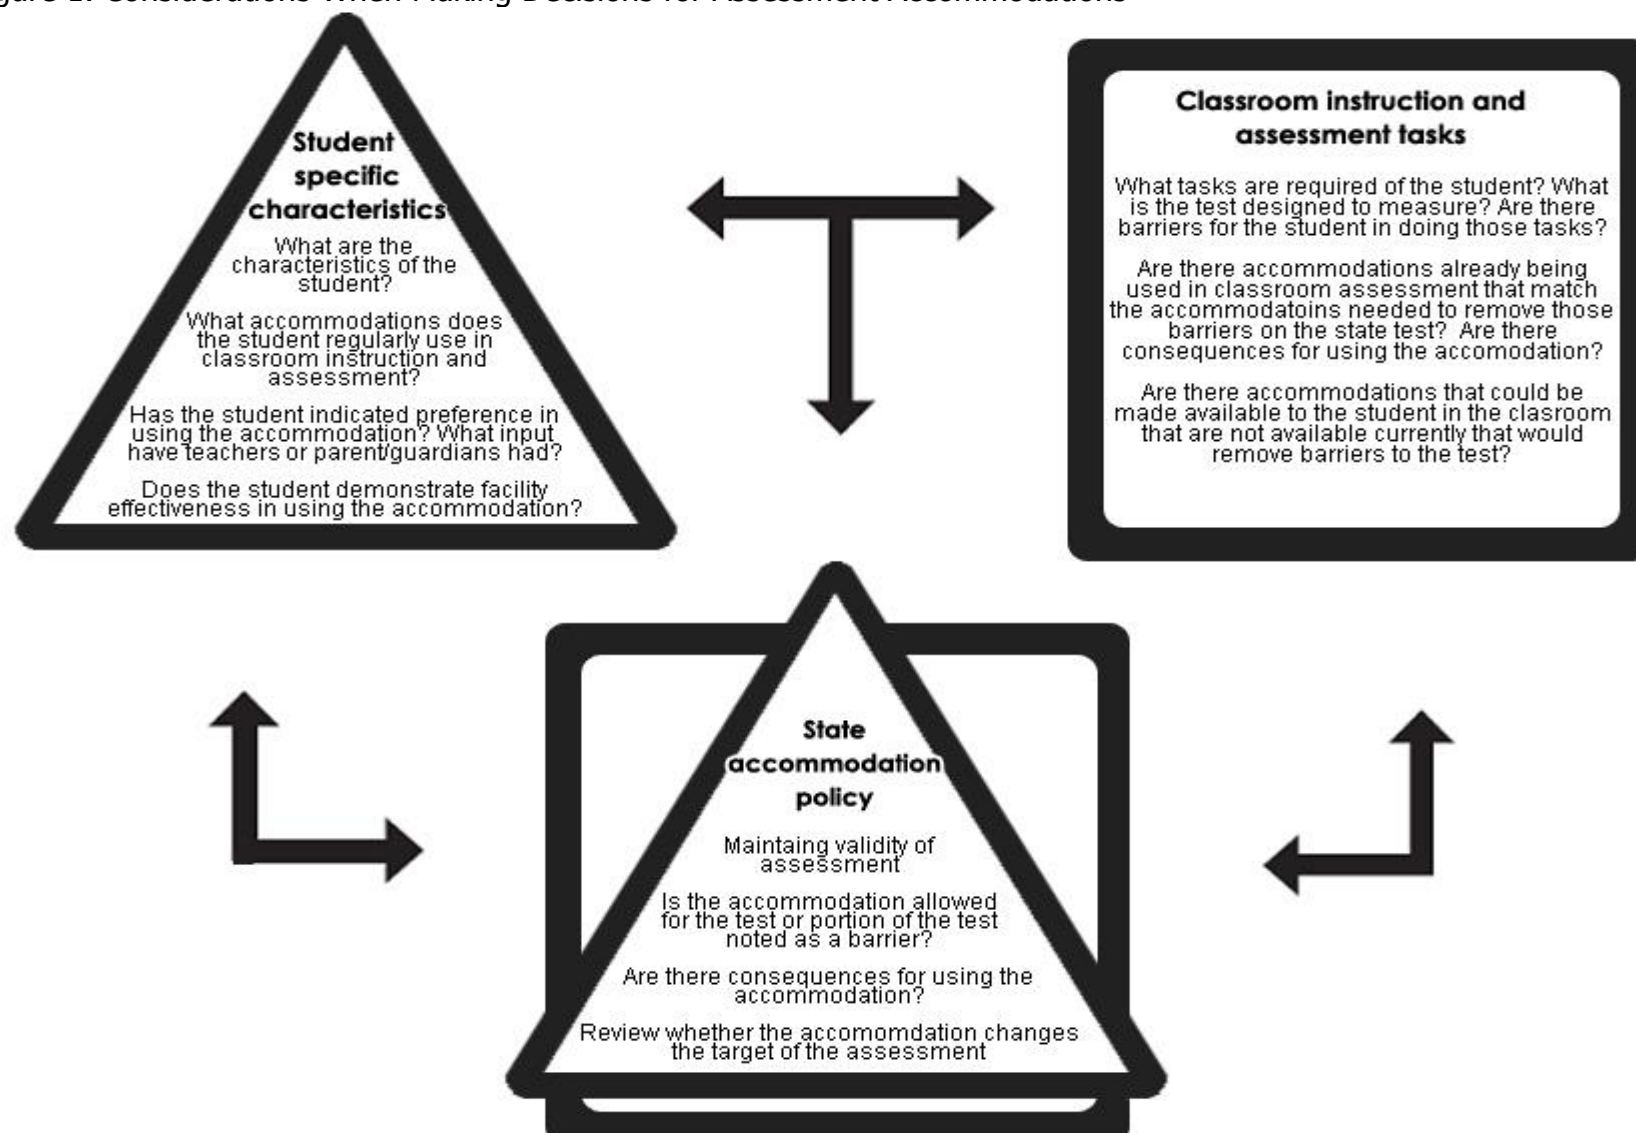 gure 1. Considerations When Making Decisions for Assessment Accommodations
Student
specific
characteristics
What are the
characteristics of the
student?
What accommodations does
the student regularly use in
classroom instruction and
assessment?
Has the student indicated preference in
using the accommodation? What input
have teachers or parent/guardians had?
Does the student demonstrate facility
effectiveness in using the accommodation?
Classroom instruction and
assessment tasks
What tasks are required of the student? What
is the test designed to measure? Are there
barriers for the student in doing those tasks?
Are there accommodations already being
used in classroom assessment that match
the accommodatoins needed to remove those
barriers on the state test? Are there
consequences for using the accomodation?
Are there accommodations that could be
made available to the student in the clasroom
that are not available currently that would
remove barriers to the test?
State
accommodation
policy
Maintaing validity of
assessment
Is the accommodation allowed
for the test or portion of the test
noted as a barrier?
Are there consequences for using the
accommodation?
Review whether the accomomdation changes
the target of the assessment